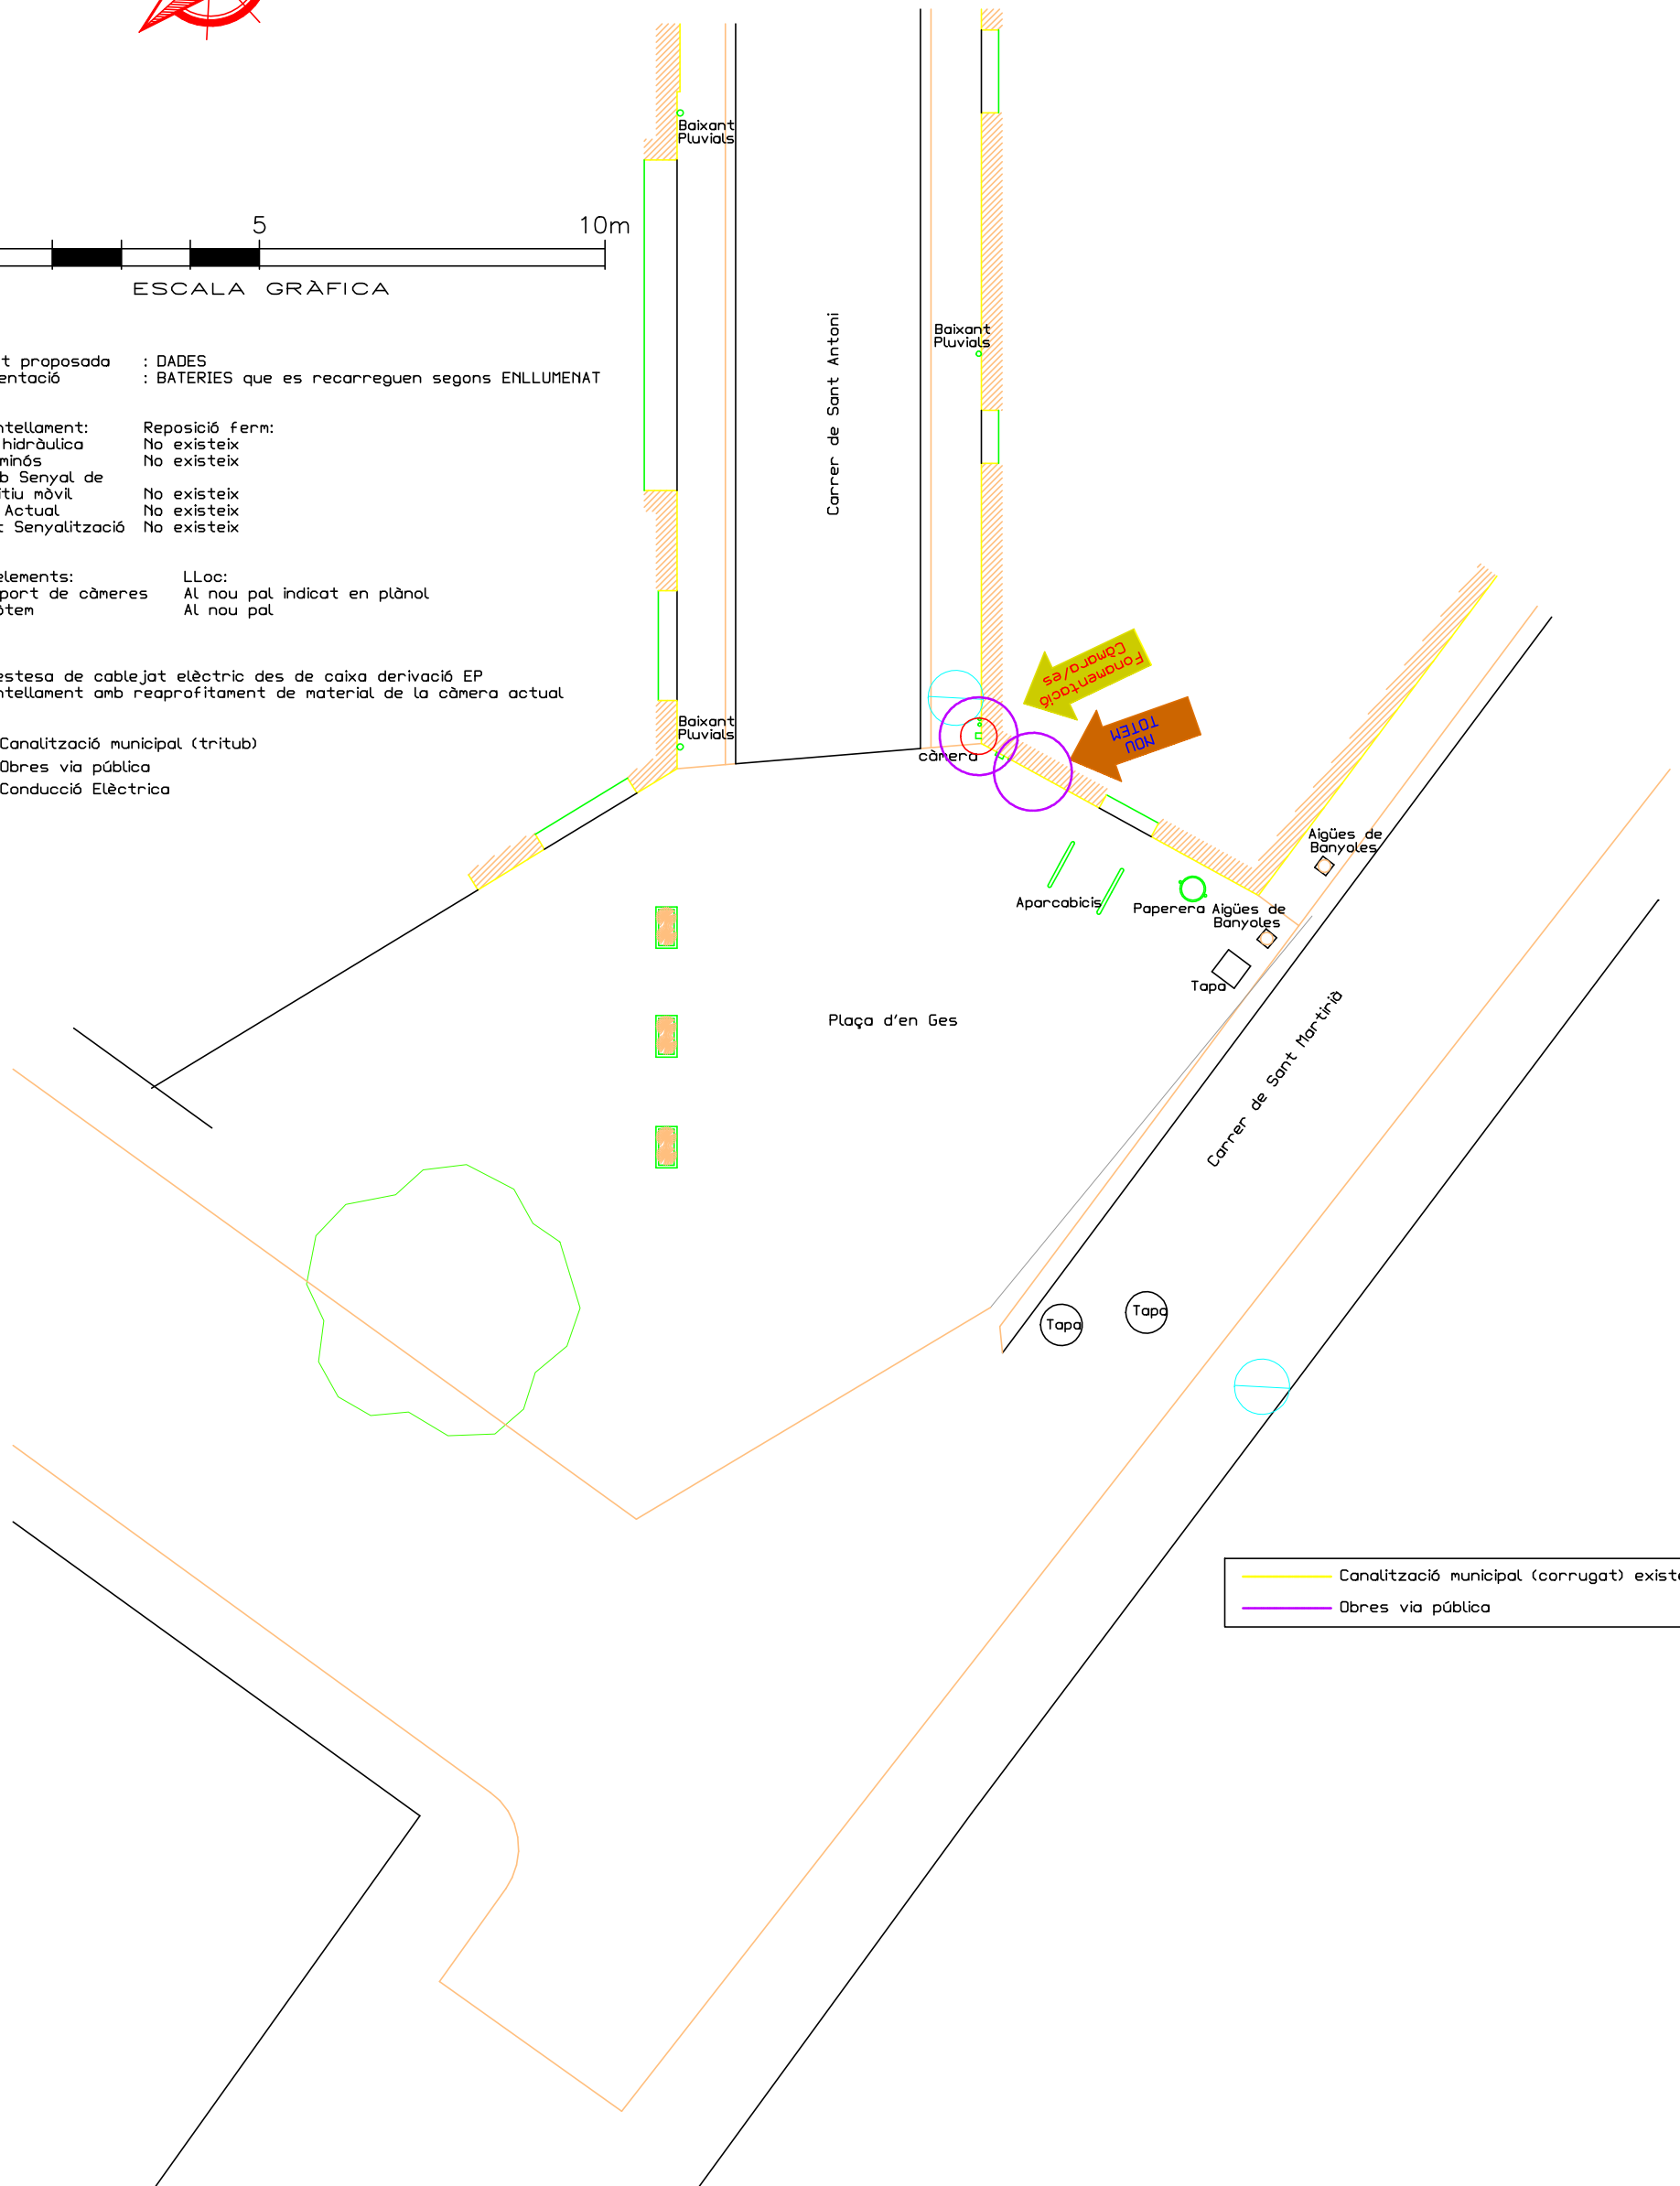 Baixant
Pluvials
5 10m
ESCALA GRÀFICA
t proposada : DADES
entació : BATERIES que es recarreguen segons ENLLUMENAT
ntellament: Reposició ferm:
hidràulica No existeix
minós No existeix
b Senyal de
itiu mòvil No existeix
Actual No existeix
t Senyalització No existeix
elements: LLoc:
port de càmeres Al nou pal indicat en plànol
òtem Al nou pal
estesa de cablejat elèctric des de caixa derivació EP
ntellament amb reaprofitament de material de la càmera actual
Canalització municipal (tritub)
Obres via pública
Conducció Elèctrica
Carrer de Sant Antoni
Baixant
Pluvials
Baixant
Pluvials
càmera
Fonamentació
Càmara/es
NOU
TOTEM
Aigües de
Banyoles
Aparcabicis
Paperera
Aigües de
Banyoles
Tapa
Plaça d'en Ges
Carrer de Sant Martirià
Tapa
Tapa
Canalització municipal (corrugat) existe
Obres via pública